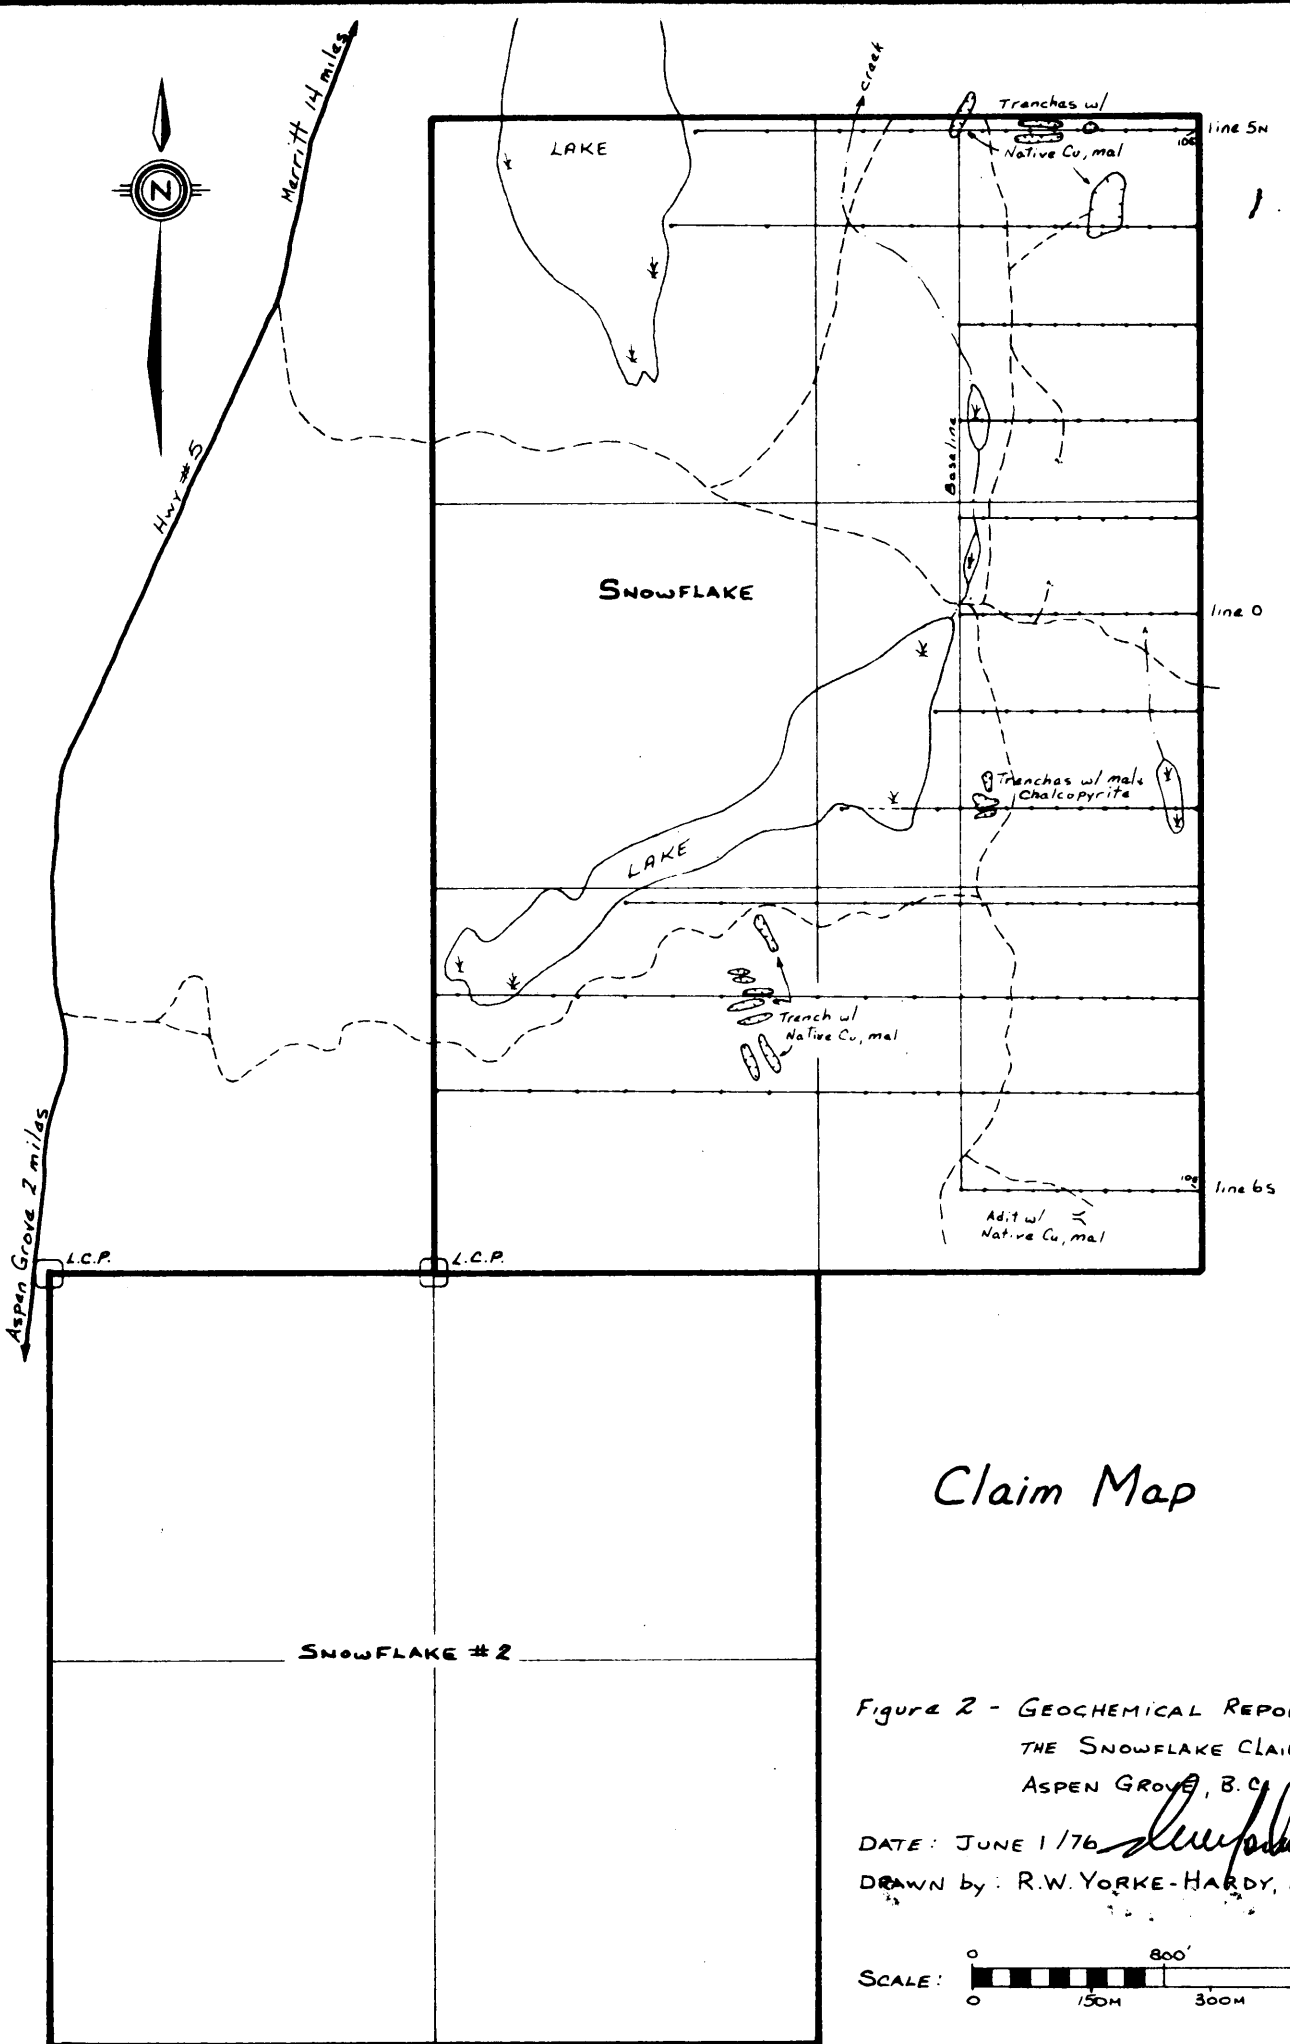 Merritt 14 miles
N
creek
Trenches w/
Native Cu, mal
line 5N
LAKE
1
Hwy #5
Baseline
SNOWFLAKE
line 0
Trenches w/ mal+
Chalcopyrite
LAKE
Trench w/
Native Cu, mal
line 6S
Adit w/
Native Cu, mal
Aspen Grove 2 miles
L.C.P.
L.C.P.
Claim Map
SNOWFLAKE #2
Figure 2 - GEOCHEMICAL REPO
THE SNOWFLAKE CLAI
ASPEN GROVE, B.C.
DATE: JUNE 1/76
DRAWN by: R.W. YORKE-HARDY,
SCALE:
0 800'
0 150M 300M